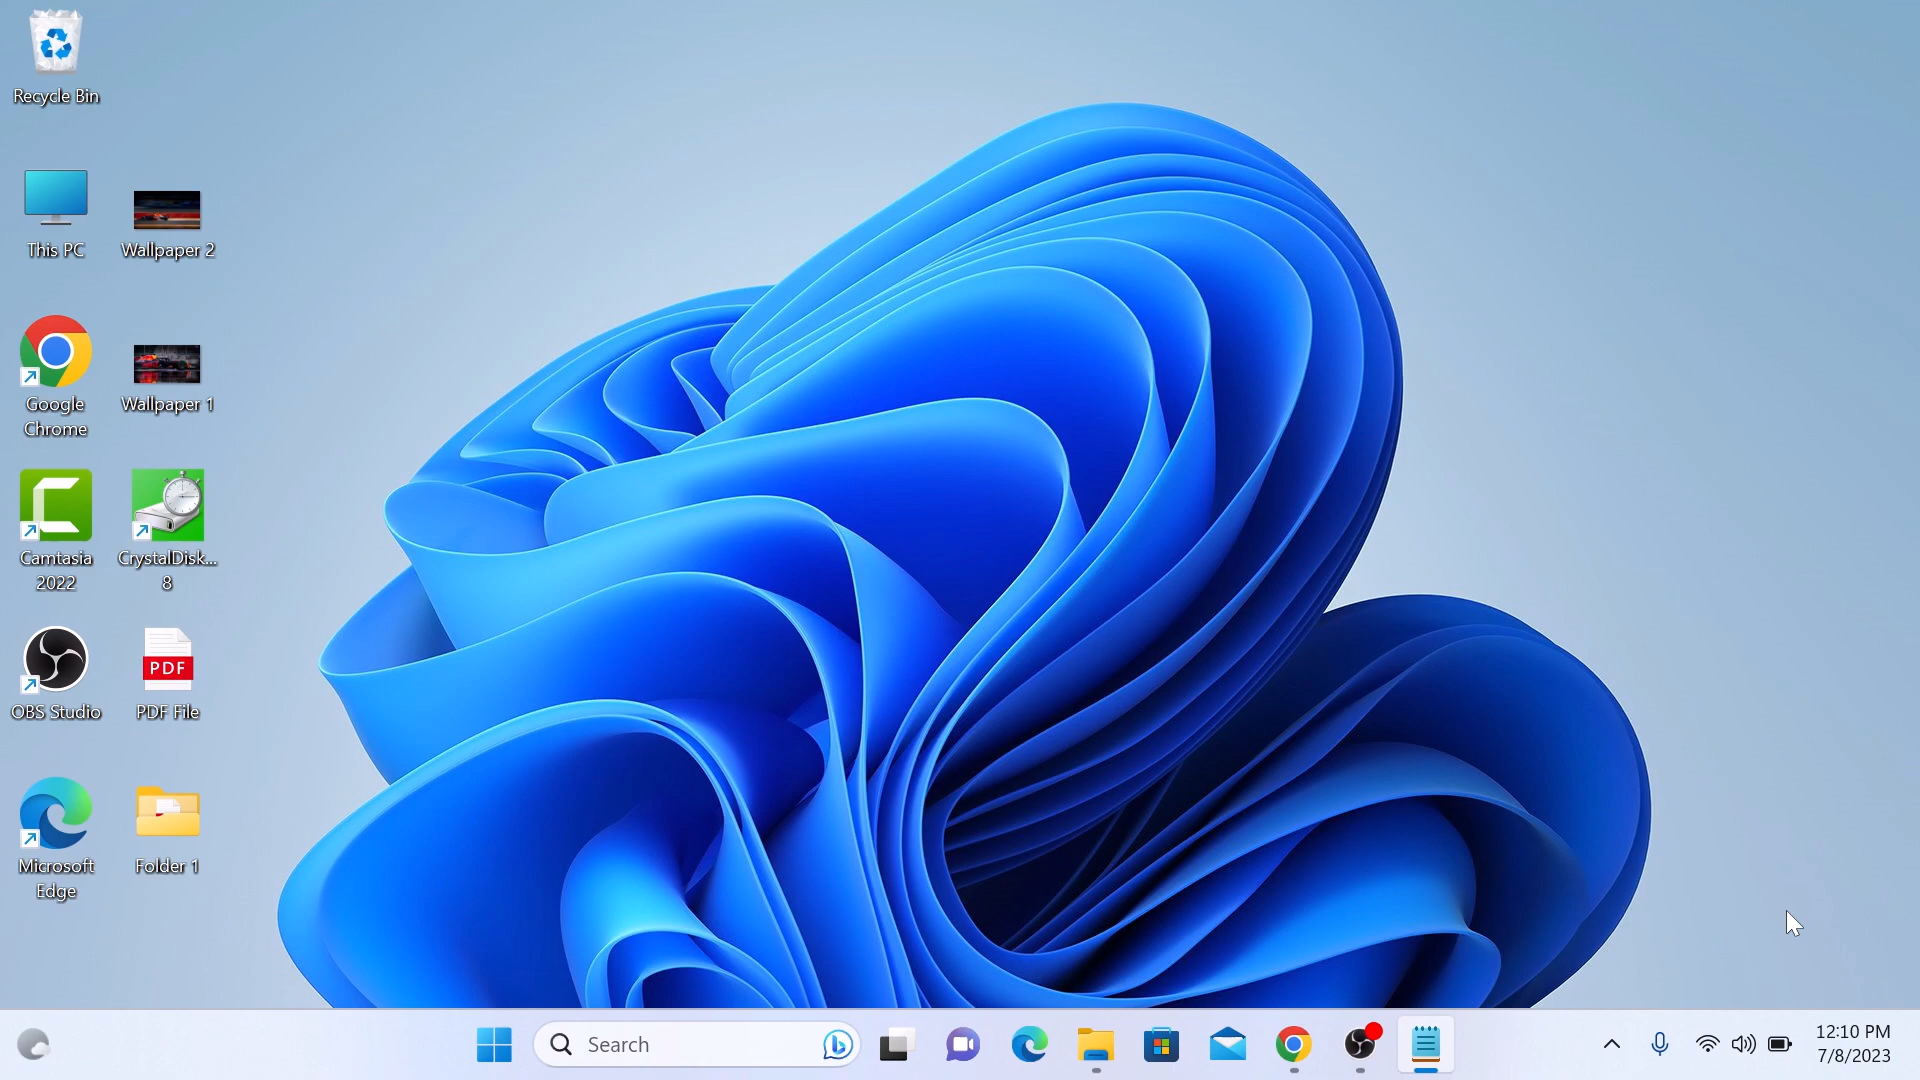 Recycle Bin
This PC
Wallpaper 2
Google
Chrome
Wallpaper 1
Camtasia
2022
CrystalDisk...
8
OBS Studio
PDF
PDF File
Microsoft
Edge
Folder 1
Search
12:10 PM
7/8/2023